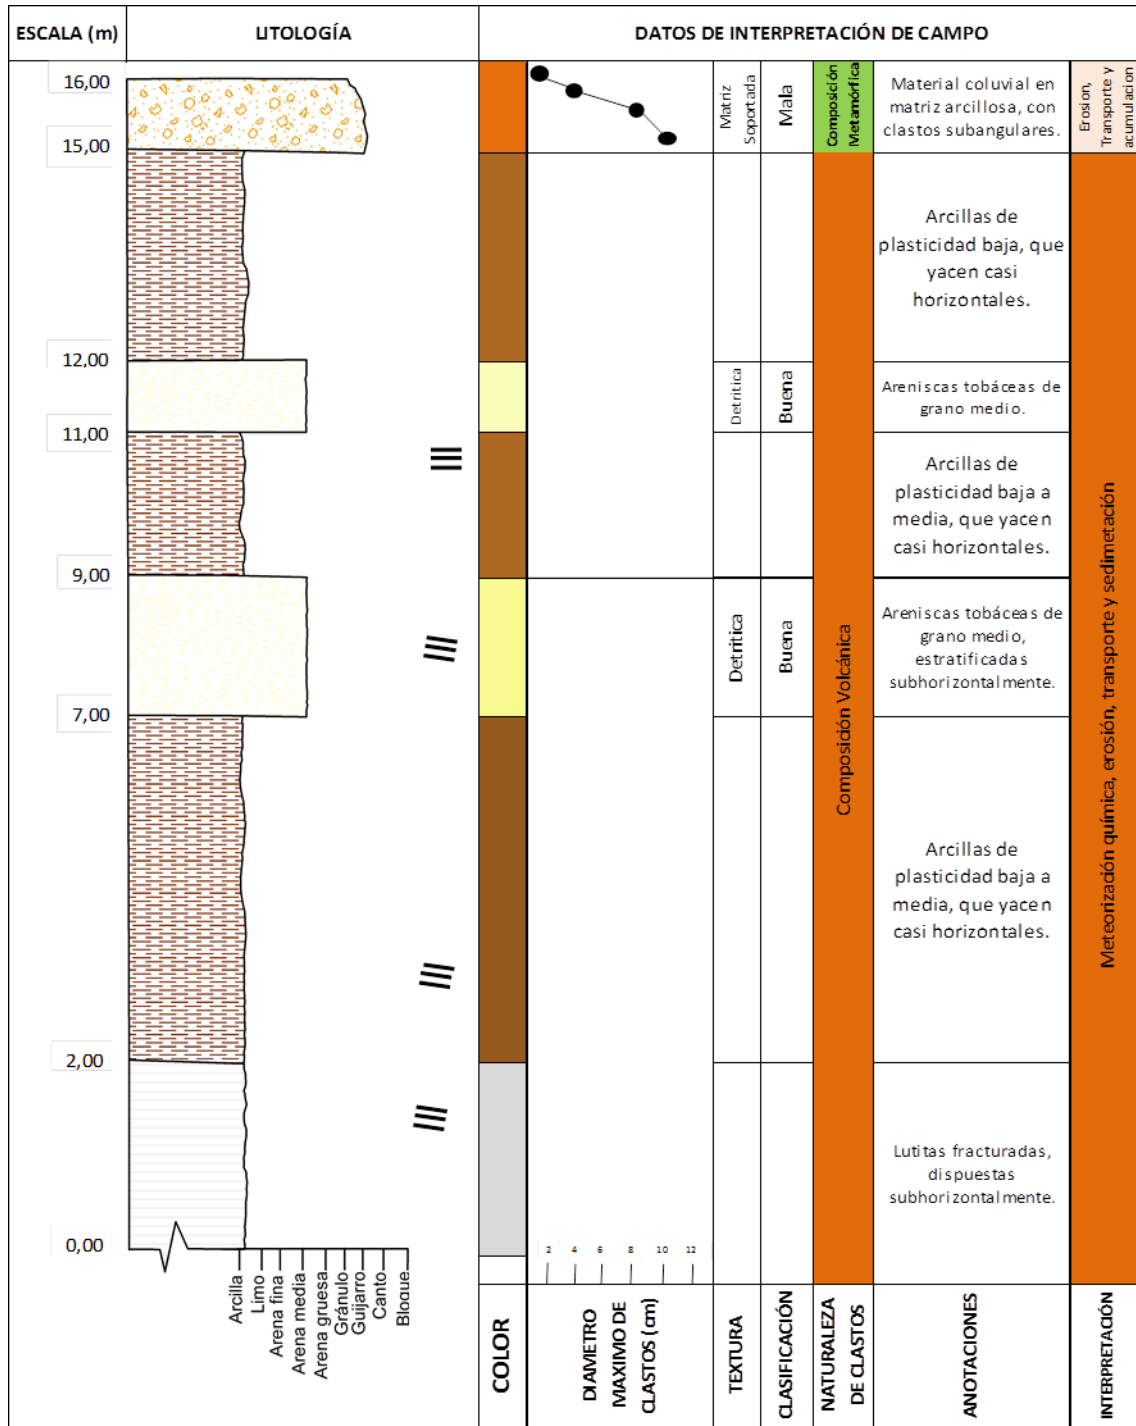 ESCALA (m)
LITOLOGÍA
DATOS DE INTERPRETACIÓN DE CAMPO
16,00
15,00
12,00
11,00
9,00
7,00
2,00
0,00
Arcilla
Limo
Arena fina
Arena media
Arena gruesa
Gránulo
Guijarro
Canto
Bloque
2 4 6 8 10 12
Matriz
Soportada
Mala
Composición
Metamórfica
Material coluvial en
matriz arcillosa, con
clastos subangulares.
Erosion,
Transporte y
acumulacion
Arcillas de
plasticidad baja, que
yacen casi
horizontales.
Detritica
Buena
Areniscas tobáceas de
grano medio.
Arcillas de
plasticidad baja a
media, que yacen
casi horizontales.
Detritica
Buena
Areniscas tobáceas de
grano medio,
estratificadas
subhorizontalmente.
Composición Volcánica
Meteorización química, erosión, transporte y sedimetación
Arcillas de
plasticidad baja a
media, que yacen
casi horizontales.
Lutitas fracturadas,
dispuestas
subhorizontalmente.
COLOR
DIAMETRO
MAXIMO DE
CLASTOS (cm)
TEXTURA
CLASIFICACIÓN
NATURALEZA
DE CLASTOS
ANOTACIONES
INTERPRETACIÓN